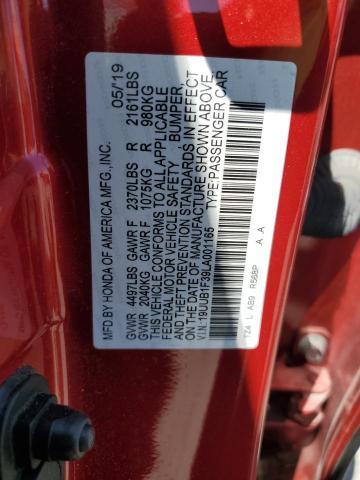 MFD BY HONDA OF AMERICA MFG.,INC. 05/19
GVWR 4497LBS GAWR F 2370LBS R 2161LBS
GVWR 2040KG GAWR F 1075KG R 980KG
THIS VEHICLE CONFORMS TO ALL APPLICABLE
FEDERAL MOTOR VEHICLE SAFETY BUMPER,
AND THEFT PREVENTION STANDARDS IN EFFECT
ON THE DATE OF MANUFACTURE SHOWN ABOVE.
V.I.N: 19UUB1F39LA001165 TYPE:PASSENGER CAR
TZ4 L AB9 R568P A A